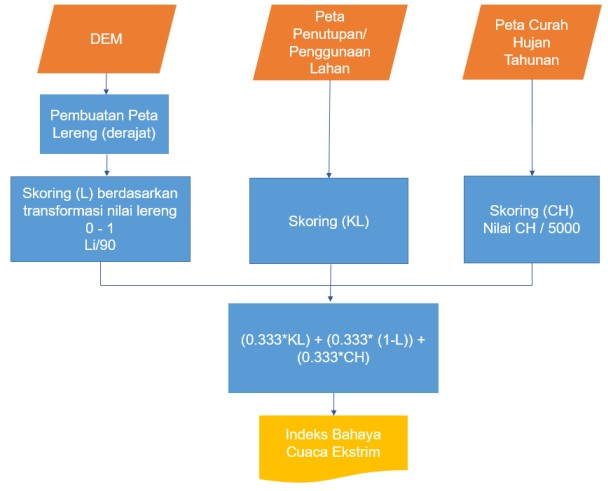 DEM
Peta
Penutupan/
Penggunaan
Lahan
Peta Curah
Hujan
Tahunan
Pembuatan Peta
Lereng (derajat)
Skoring (L) berdasarkan
transformasi nilai lereng
0 - 1
Li/90
Skoring (KL)
Skoring (CH)
Nilai CH / 5000
(0.333*KL) + (0.333* (1-L)) +
(0.333*CH)
Indeks Bahaya
Cuaca Ekstrim